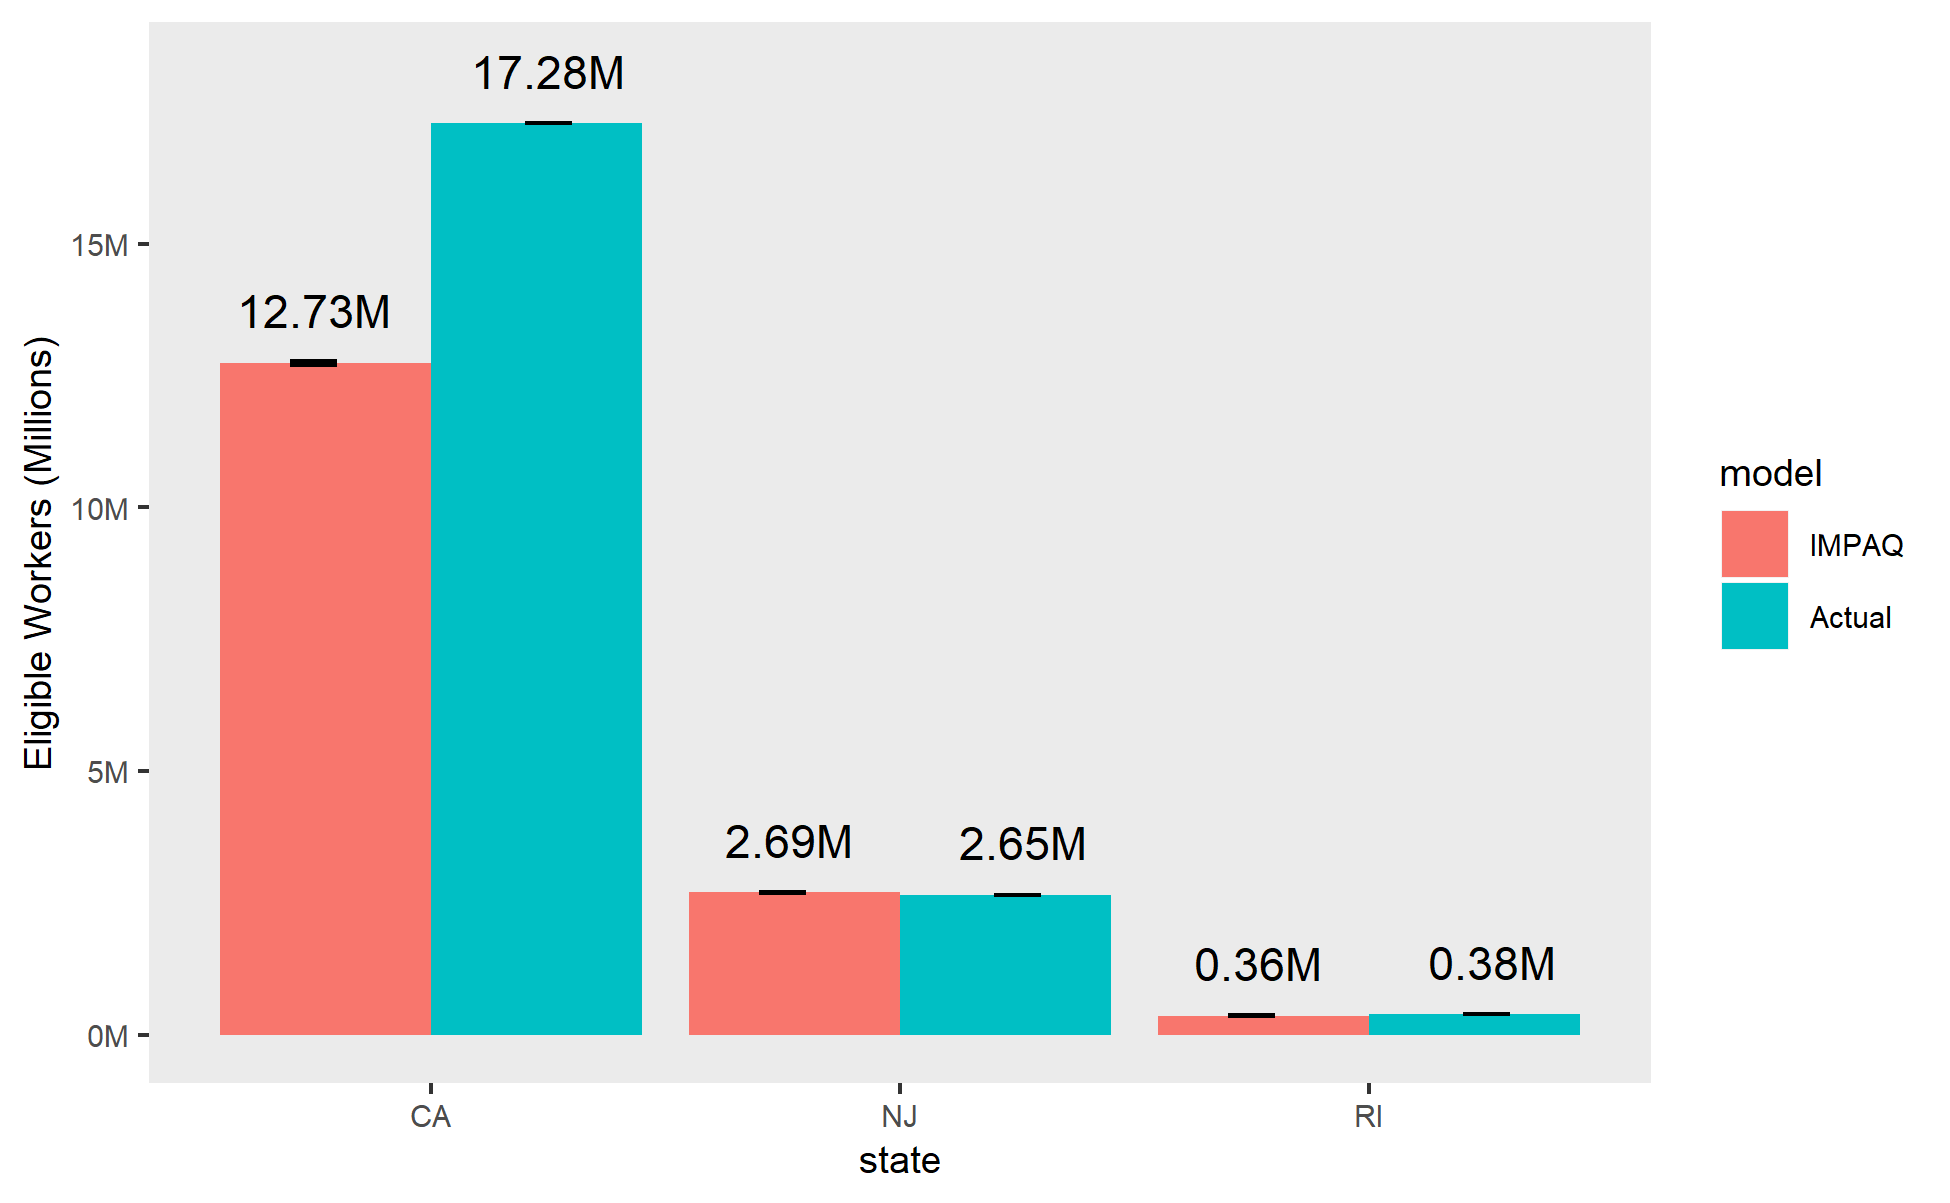 17.28M
15M
12.73M
10M
5M
2.69M
2.65M
0.36M
0.38M
0M
Eligible Workers (Millions)
CA
NJ
RI
state
model
IMPAQ
Actual